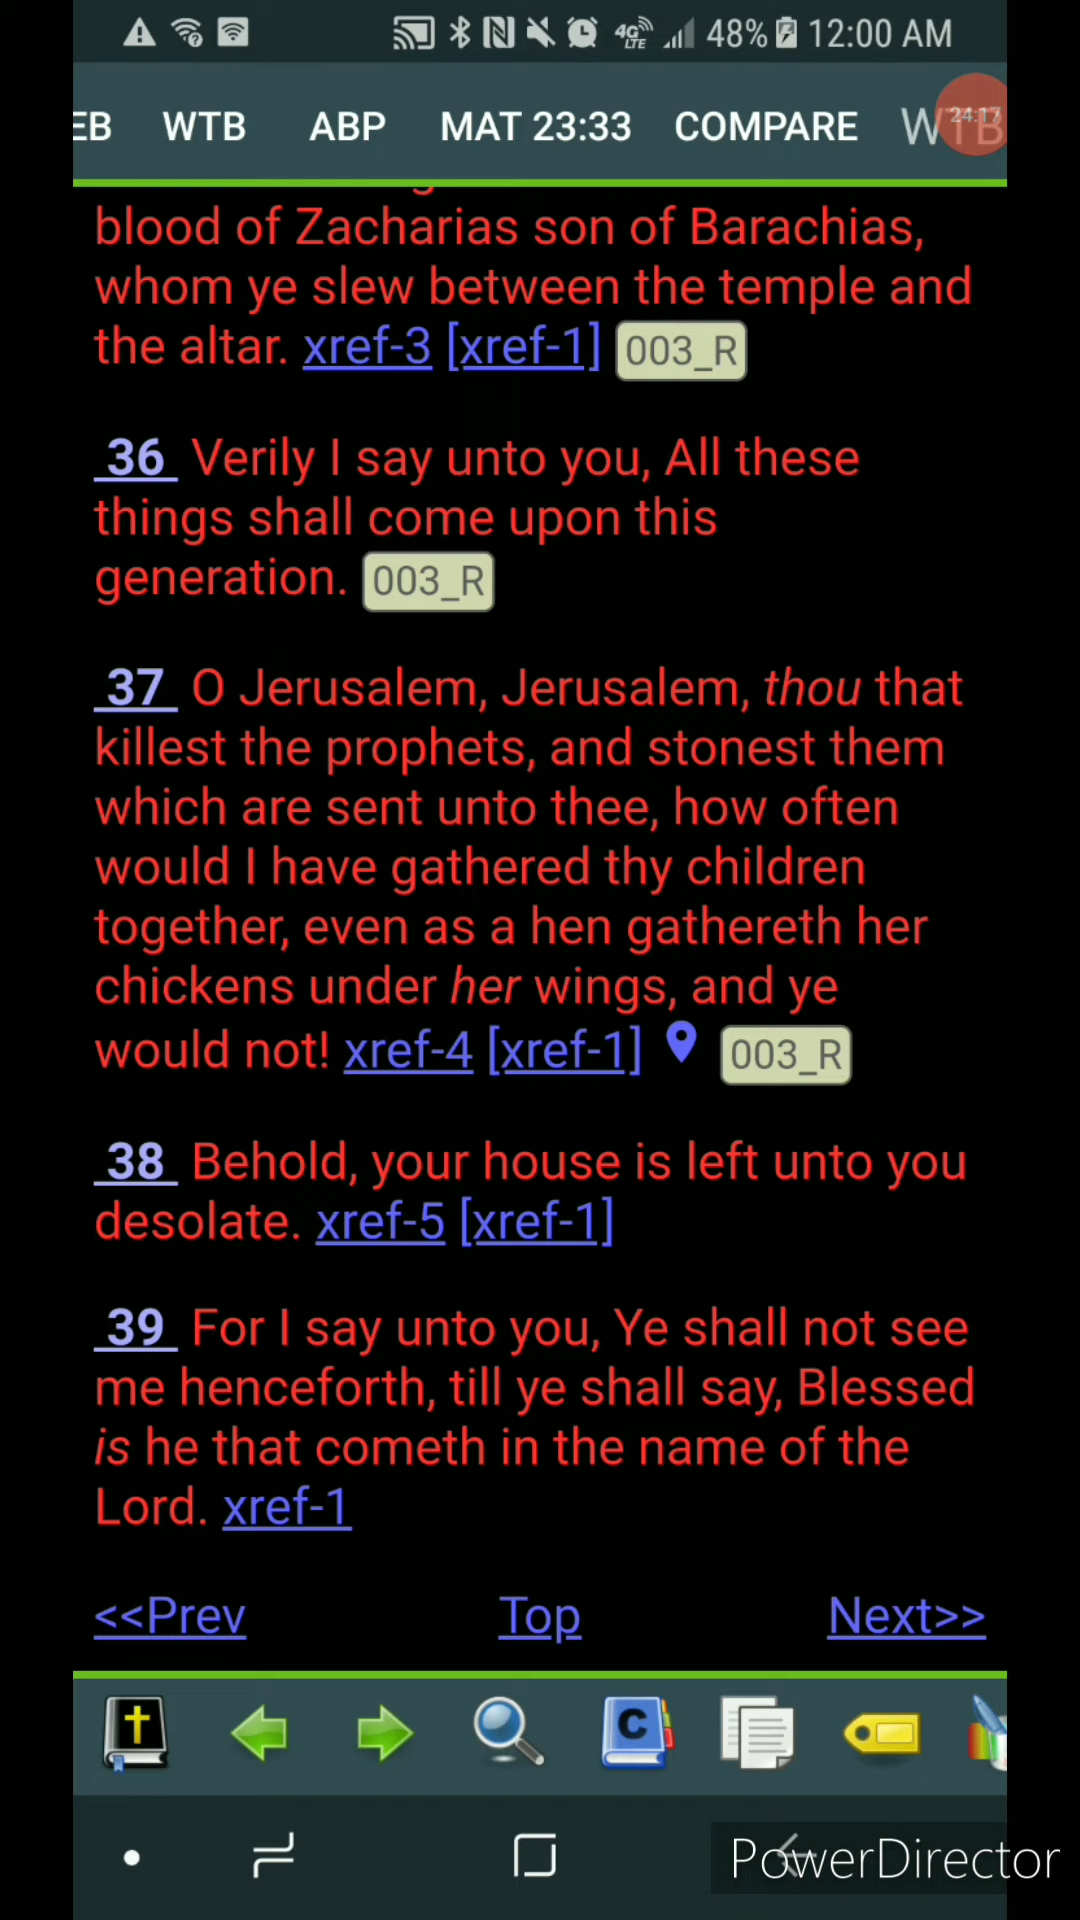 48% 12:00 AM
EB WTB ABP MAT 23:33 COMPARE WTB
24:17
blood of Zacharias son of Barachias,
whom ye slew between the temple and
the altar. xref-3 [xref-1] 003_R
36 Verily I say unto you, All these
things shall come upon this
generation. 003_R
37 O Jerusalem, Jerusalem, thou that
killest the prophets, and stonest them
which are sent unto thee, how often
would I have gathered thy children
together, even as a hen gathereth her
chickens under her wings, and ye
would not! xref-4 [xref-1] 003_R
38 Behold, your house is left unto you
desolate. xref-5 [xref-1]
39 For I say unto you, Ye shall not see
me henceforth, till ye shall say, Blessed
is he that cometh in the name of the
Lord. xref-1
<<Prev Top Next>>
C
PowerDirector